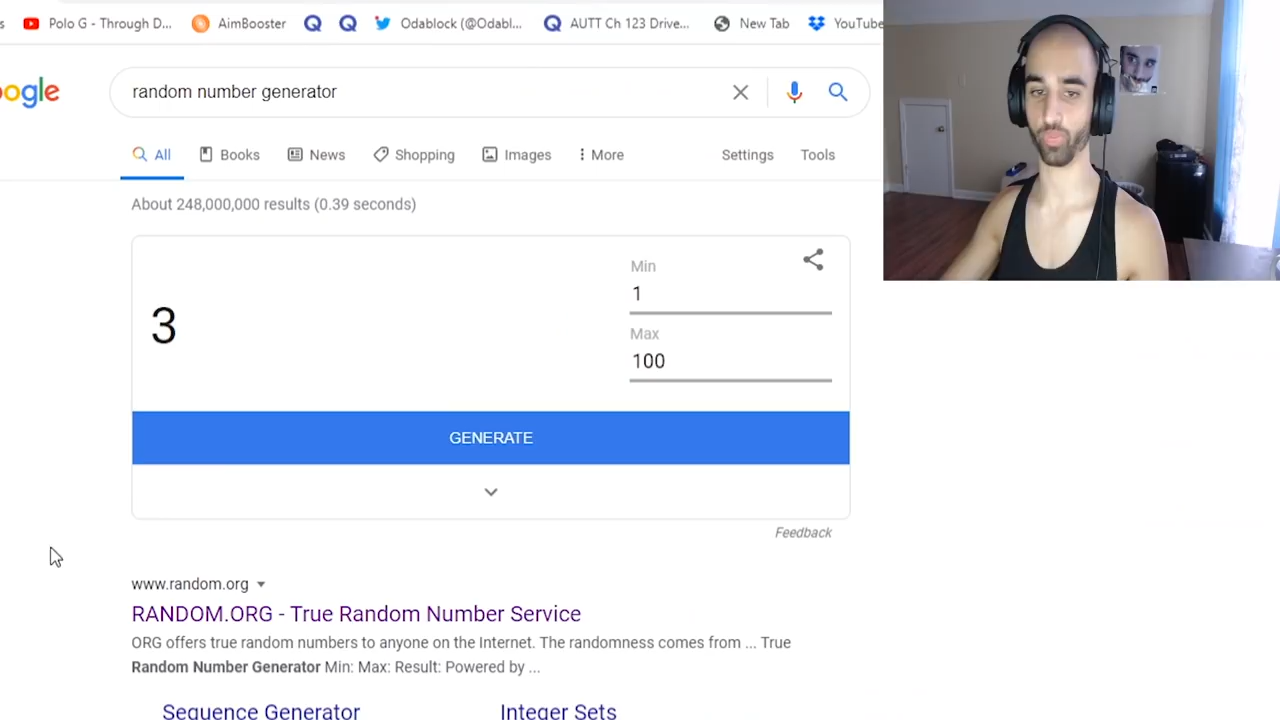 Polo G - Through D... AimBooster Odablock (@Odabl... AUTT Ch 123 Drive... New Tab YouTube
ogle random number generator
All Books News Shopping Images More Settings Tools
About 248,000,000 results (0.39 seconds)
Min
1
3
Max
100
GENERATE
Feedback
www.random.org
RANDOM.ORG - True Random Number Service
ORG offers true random numbers to anyone on the Internet. The randomness comes from ... True
Random Number Generator Min: Max: Result: Powered by ...
Sequence Generator Integer Sets